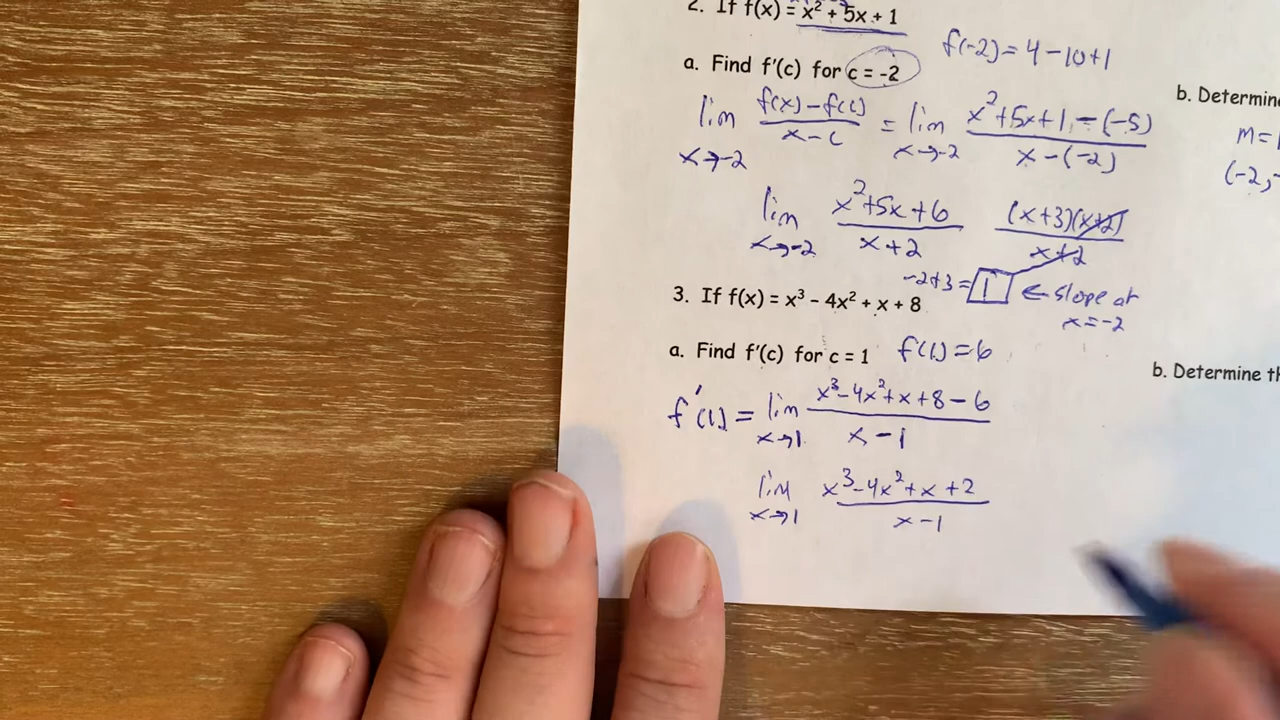 2. If f(x) = x² + 5x + 1
f(-2) = 4 - 10 + 1
a. Find f'(c) for c = -2
b. Determine
lim x→-2 (f(x) - f(c))/(x - c) = lim x→-2 (x² + 5x + 1 - (-5))/(x - (-2))
m = 1
(-2, -
lim x→-2 (x² + 5x + 6)/(x + 2) (x + 3)(x + 2)/(x + 2)
-2 + 3 = 1 ← slope at x = -2
3. If f(x) = x³ - 4x² + x + 8
a. Find f'(c) for c = 1 f(1) = 6
b. Determine th
f'(1) = lim x→1 (x³ - 4x² + x + 8 - 6)/(x - 1)
lim x→1 (x³ - 4x² + x + 2)/(x - 1)